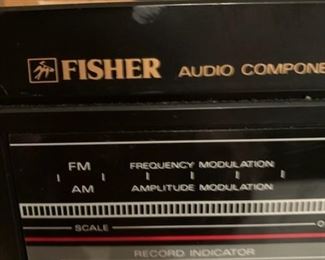 FISHER AUDIO COMPONE
FM FREQUENCY MODULATION
AM AMPLITUDE MODULATION
SCALE
RECORD INDICATOR